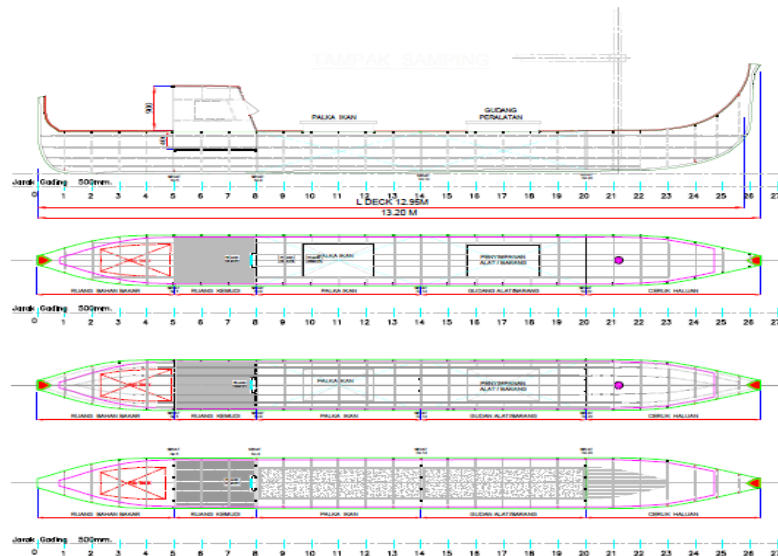 TAMPAK SAMPING
PALKA IKAN
GUDANG
PERALATAN
900
Jarak Gading 500mm.
0 1 2 3 4 5 6 7 8 9 10 11 12 13 14 15 16 17 18 19 20 21 22 23 24 25 26 27
L DECK 12.95M
13.20 M
PALKA IKAN
PENYIMPANAN
ALAT/BARANG
RUANG BAHAN BAKAR
RUANG KEMUDI
PALKA IKAN
GUDANG ALAT/BARANG
CERUK HALUAN
Jarak Gading 500mm.
0 1 2 3 4 5 6 7 8 9 10 11 12 13 14 15 16 17 18 19 20 21 22 23 24 25 26 27
PALKA IKAN
PENYIMPANAN
ALAT / BARANG
RUANG BAHAN BAKAR
RUANG KEMUDI
PALKA IKAN
GUDAN ALAT/BARANG
CERUK HALUAN
RUANG BAHAN BAKAR
RUANG KEMUDI
PALKA IKAN
GUDAN ALAT/BARANG
CERUK HALUAN
Jarak Gading 500mm.
0 1 2 3 4 5 6 7 8 9 10 11 12 13 14 15 16 17 18 19 20 21 22 23 24 25 26 27